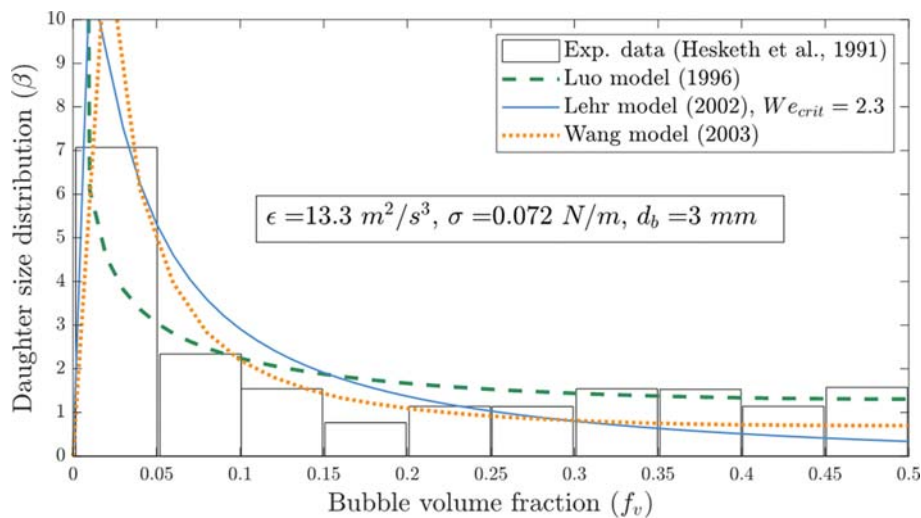 Daughter size distribution (β)
10
9
8
7
6
5
4
3
2
1
0
Exp. data (Hesketh et al., 1991)
Luo model (1996)
Lehr model (2002), We_crit = 2.3
Wang model (2003)
ϵ =13.3 m²/s³, σ =0.072 N/m, d_b =3 mm
0 0.05 0.1 0.15 0.2 0.25 0.3 0.35 0.4 0.45 0.5
Bubble volume fraction (f_v)